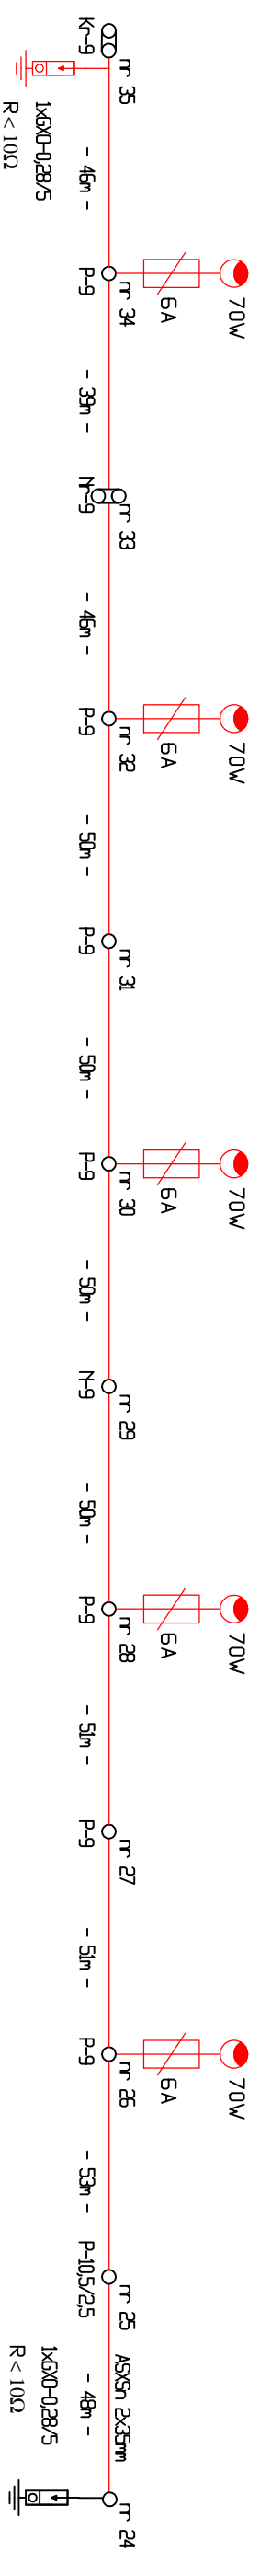 Kr-9
nr 35
1xGXO-0,28/5
R < 10Ω
- 46m -
70W
6A
P-9
nr 34
- 39m -
Nr-9
nr 33
- 46m -
70W
6A
P-9
nr 32
- 50m -
P-9
nr 31
- 50m -
70W
6A
P-9
nr 30
- 50m -
N-9
nr 29
- 50m -
70W
6A
P-9
nr 28
- 51m -
P-9
nr 27
- 51m -
70W
6A
P-9
nr 26
- 53m -
P-10,5/2,5
nr 25
ASXSn 2x35mm
- 48m -
1xGXO-0,28/5
R < 10Ω
nr 24